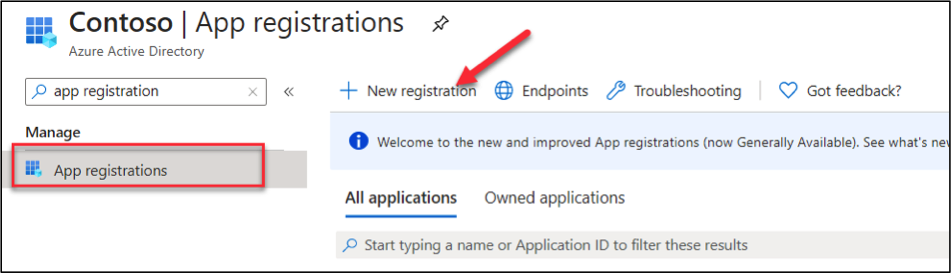 Contoso | App registrations
Azure Active Directory
app registration
Manage
App registrations
New registration Endpoints Troubleshooting Got feedback?
Welcome to the new and improved App registrations (now Generally Available). See what's new
All applications Owned applications
Start typing a name or Application ID to filter these results